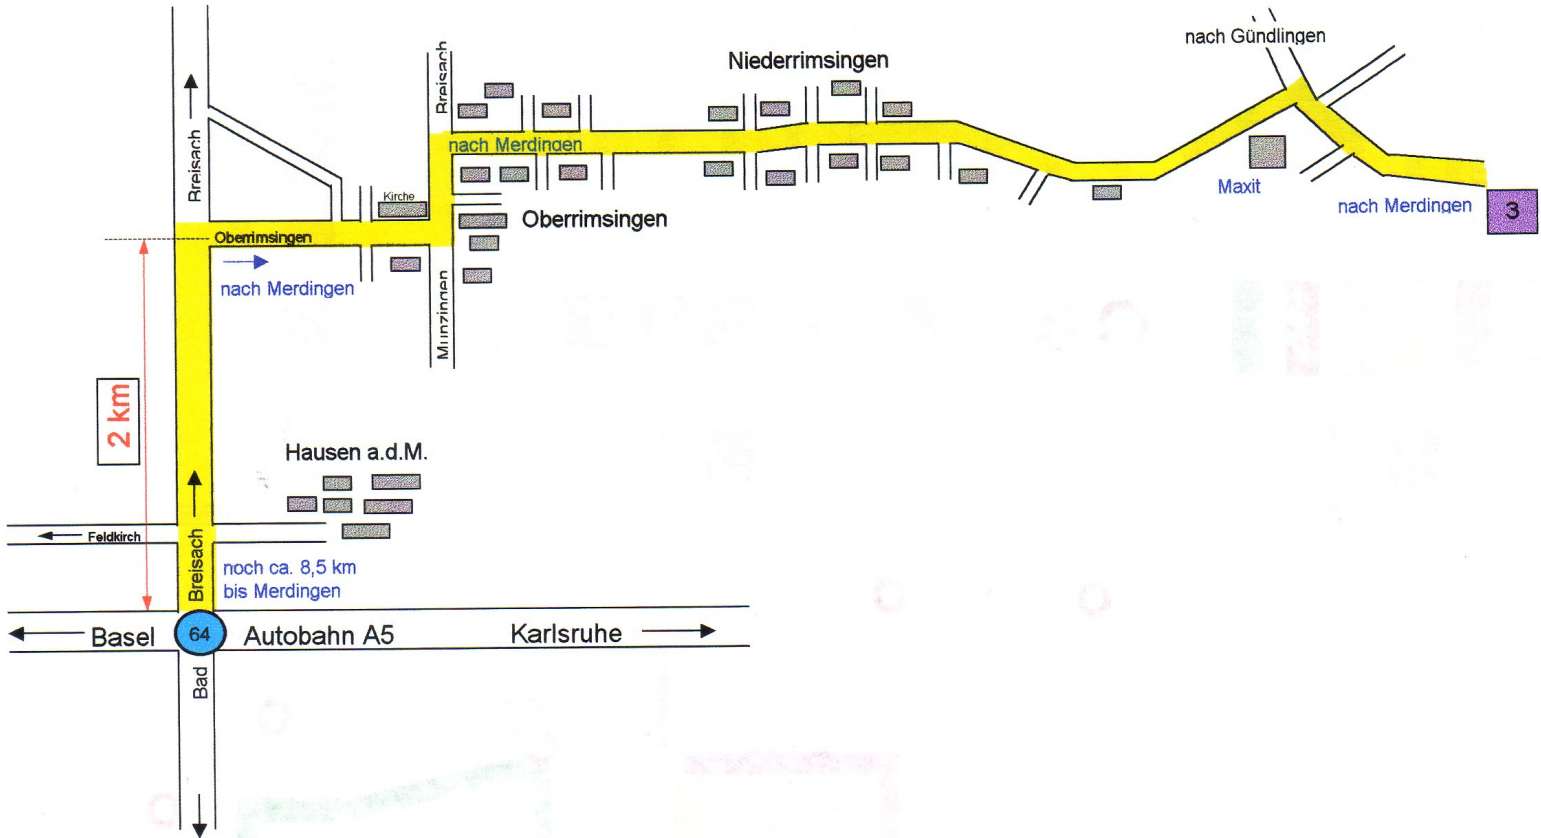 nach Gündlingen
Niederrimsingen
Breisach
nach Merdingen
Breisach
Kirche
Maxit
nach Merdingen
3
Oberrimsingen
Oberrimsingen
nach Merdingen
Munzingen
2 km
Hausen a.d.M.
Feldkirch
Breisach
noch ca. 8,5 km
bis Merdingen
Basel
64
Autobahn A5
Karlsruhe
Bad